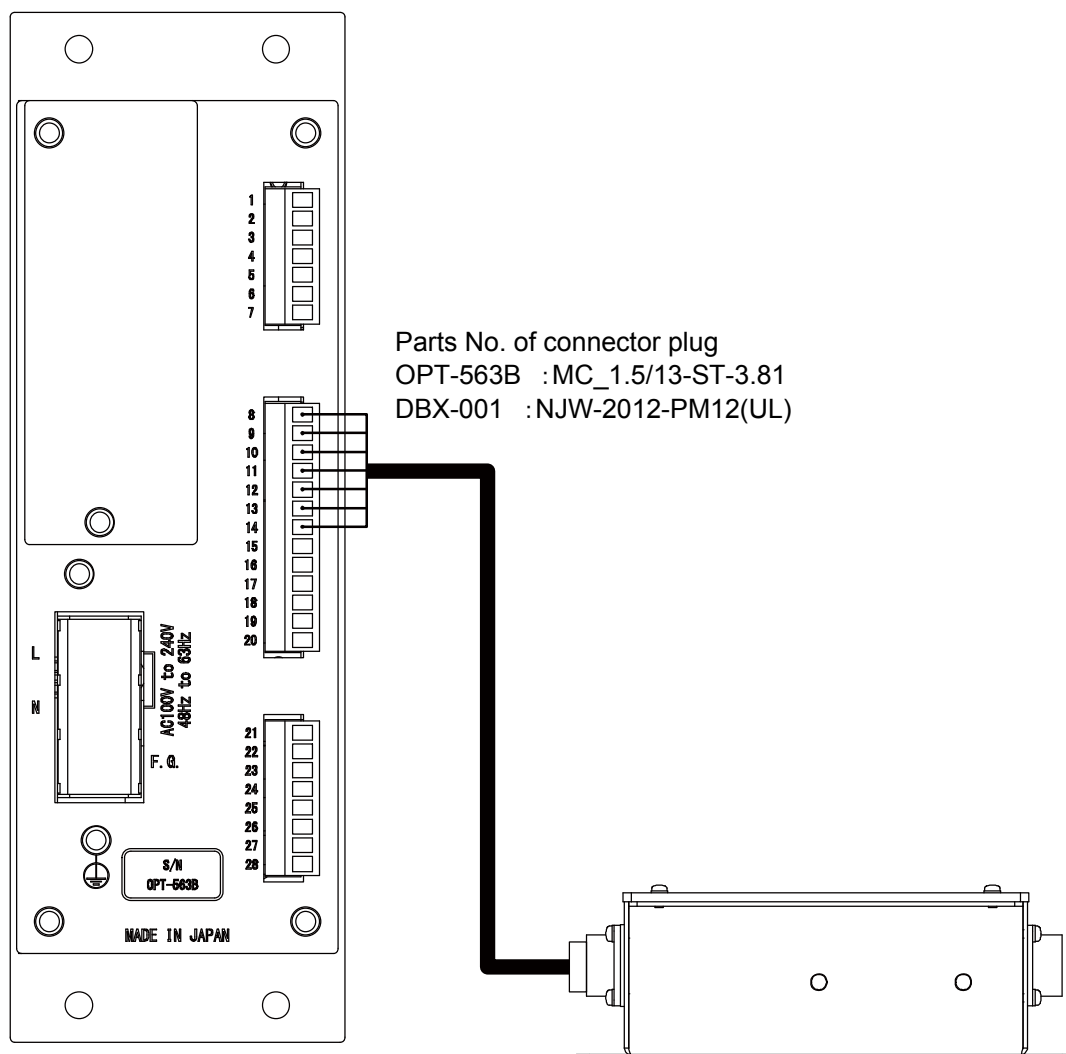 1
2
3
4
5
6
7
Parts No. of connector plug
OPT-563B :MC_1.5/13-ST-3.81
DBX-001 :NJW-2012-PM12(UL)
8
9
10
11
12
13
14
15
16
17
18
19
20
L
N
AC100V to 240V
48Hz to 63Hz
F.G.
21
22
23
24
25
26
27
28
S/N
OPT-563B
MADE IN JAPAN